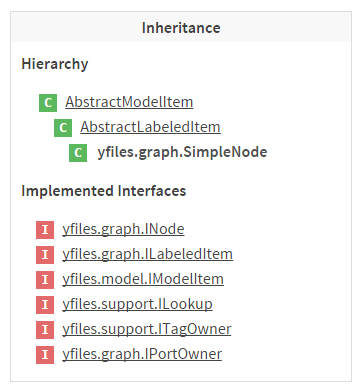 Inheritance
Hierarchy
C AbstractModelItem
C AbstractLabeledItem
C yfiles.graph.SimpleNode
Implemented Interfaces
I yfiles.graph.INode
I yfiles.graph.ILabeledItem
I yfiles.model.IModelItem
I yfiles.support.ILookup
I yfiles.support.ITagOwner
I yfiles.graph.IPortOwner